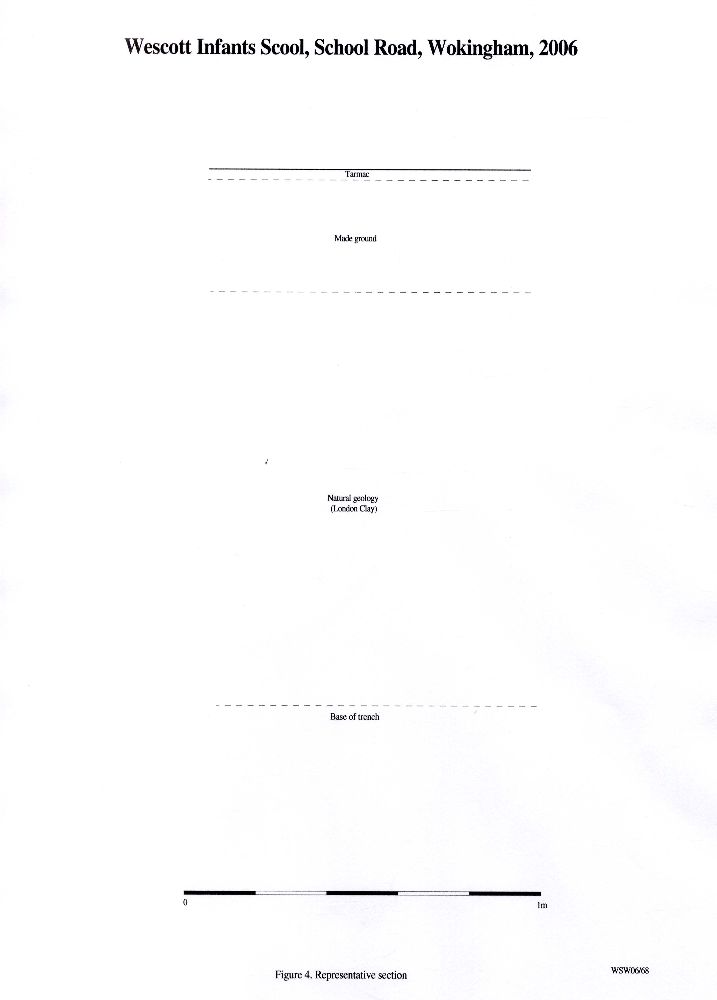 Wescott Infants Scool, School Road, Wokingham, 2006
Tarmac
Made ground
Natural geology
(London Clay)
Base of trench
0
1m
Figure 4. Representative section
WSW06/68